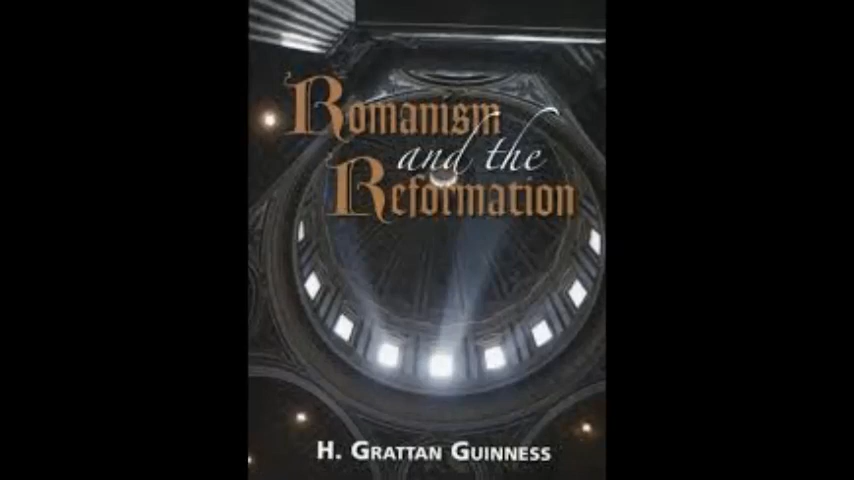 Romanism
and the
Reformation
H. GRATTAN GUINNESS